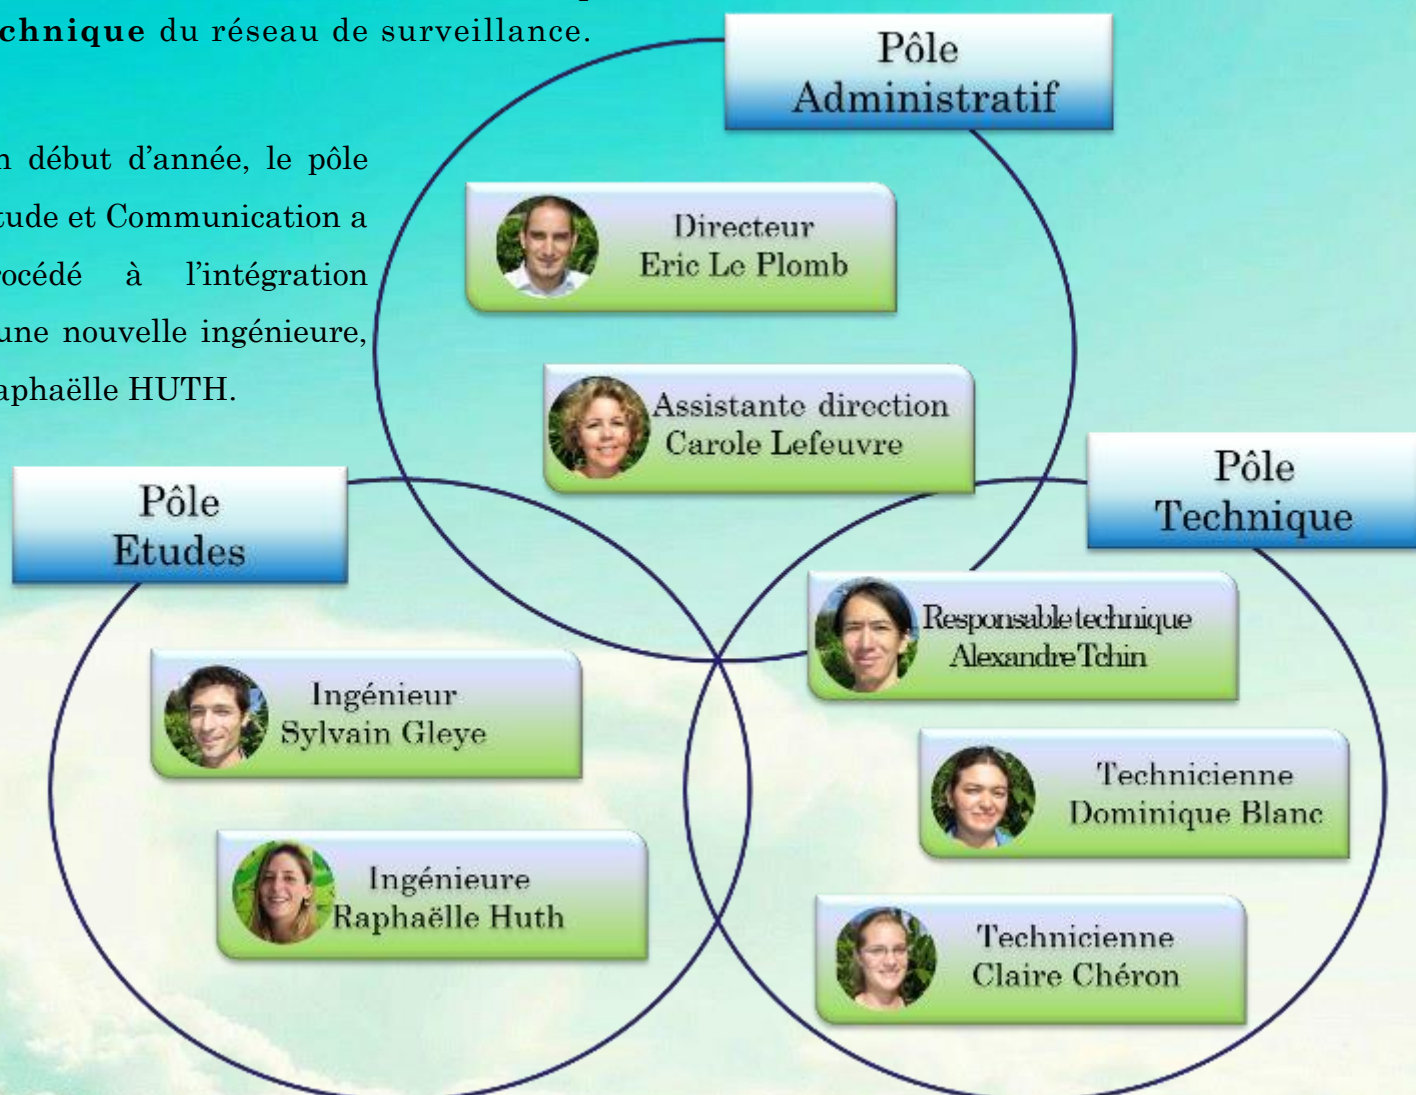 chnique du réseau de surveillance.
n début d'année, le pôle
tude et Communication a
rocédé à l'intégration
une nouvelle ingénieure,
aphaëlle HUTH.
Pôle
Administratif
Directeur
Eric Le Plomb
Assistante direction
Carole Lefeuvre
Pôle
Etudes
Pôle
Technique
Responsable technique
Alexandre Tchin
Ingénieur
Sylvain Gleye
Technicienne
Dominique Blanc
Ingénieure
Raphaëlle Huth
Technicienne
Claire Chéron